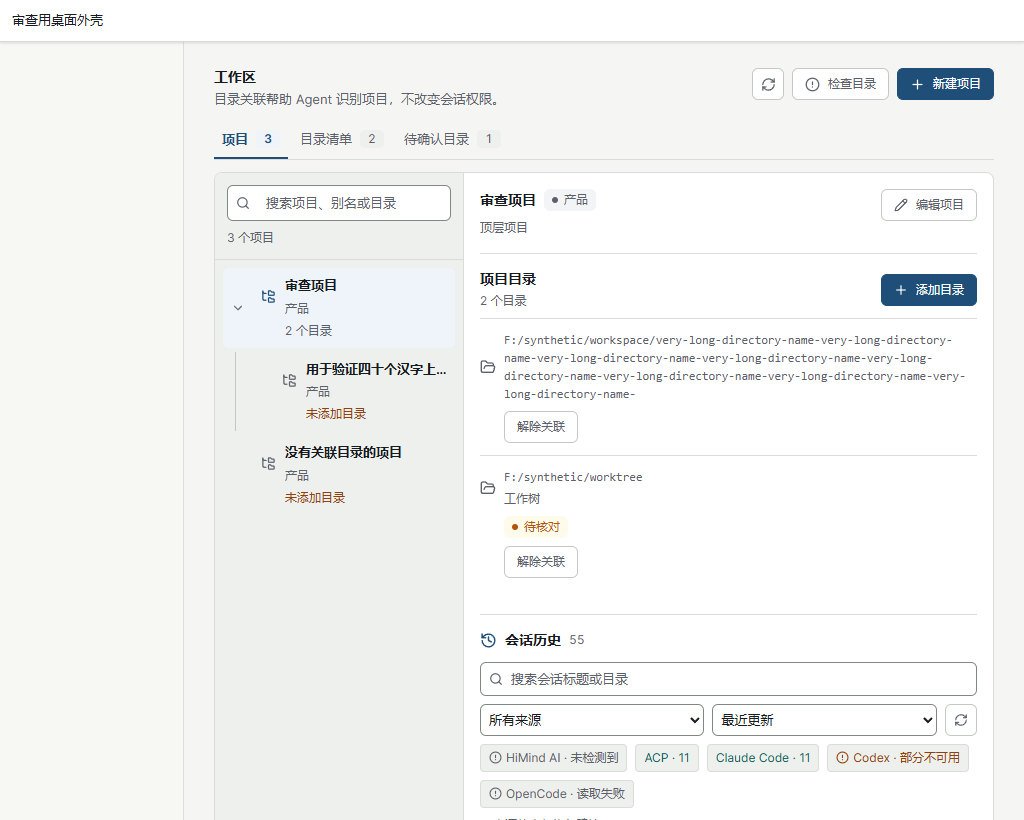 审查用桌面外壳
工作区
目录关联帮助 Agent 识别项目，不改变会话权限。
检查目录
新建项目
项目 3
目录清单 2
待确认目录 1
搜索项目、别名或目录
3 个项目
审查项目
产品
2 个目录
用于验证四十个汉字上...
产品
未添加目录
没有关联目录的项目
产品
未添加目录
审查项目
产品
顶层项目
编辑项目
项目目录
2 个目录
添加目录
F:/synthetic/workspace/very-long-directory-name-very-long-directory-
name-very-long-directory-name-very-long-directory-name-very-long-
directory-name-very-long-directory-name-very-long-directory-name-very-
long-directory-name-
解除关联
F:/synthetic/worktree
工作树
待核对
解除关联
会话历史 55
搜索会话标题或目录
所有来源
最近更新
HiMind AI · 未检测到
ACP · 11
Claude Code · 11
Codex · 部分不可用
OpenCode · 读取失败